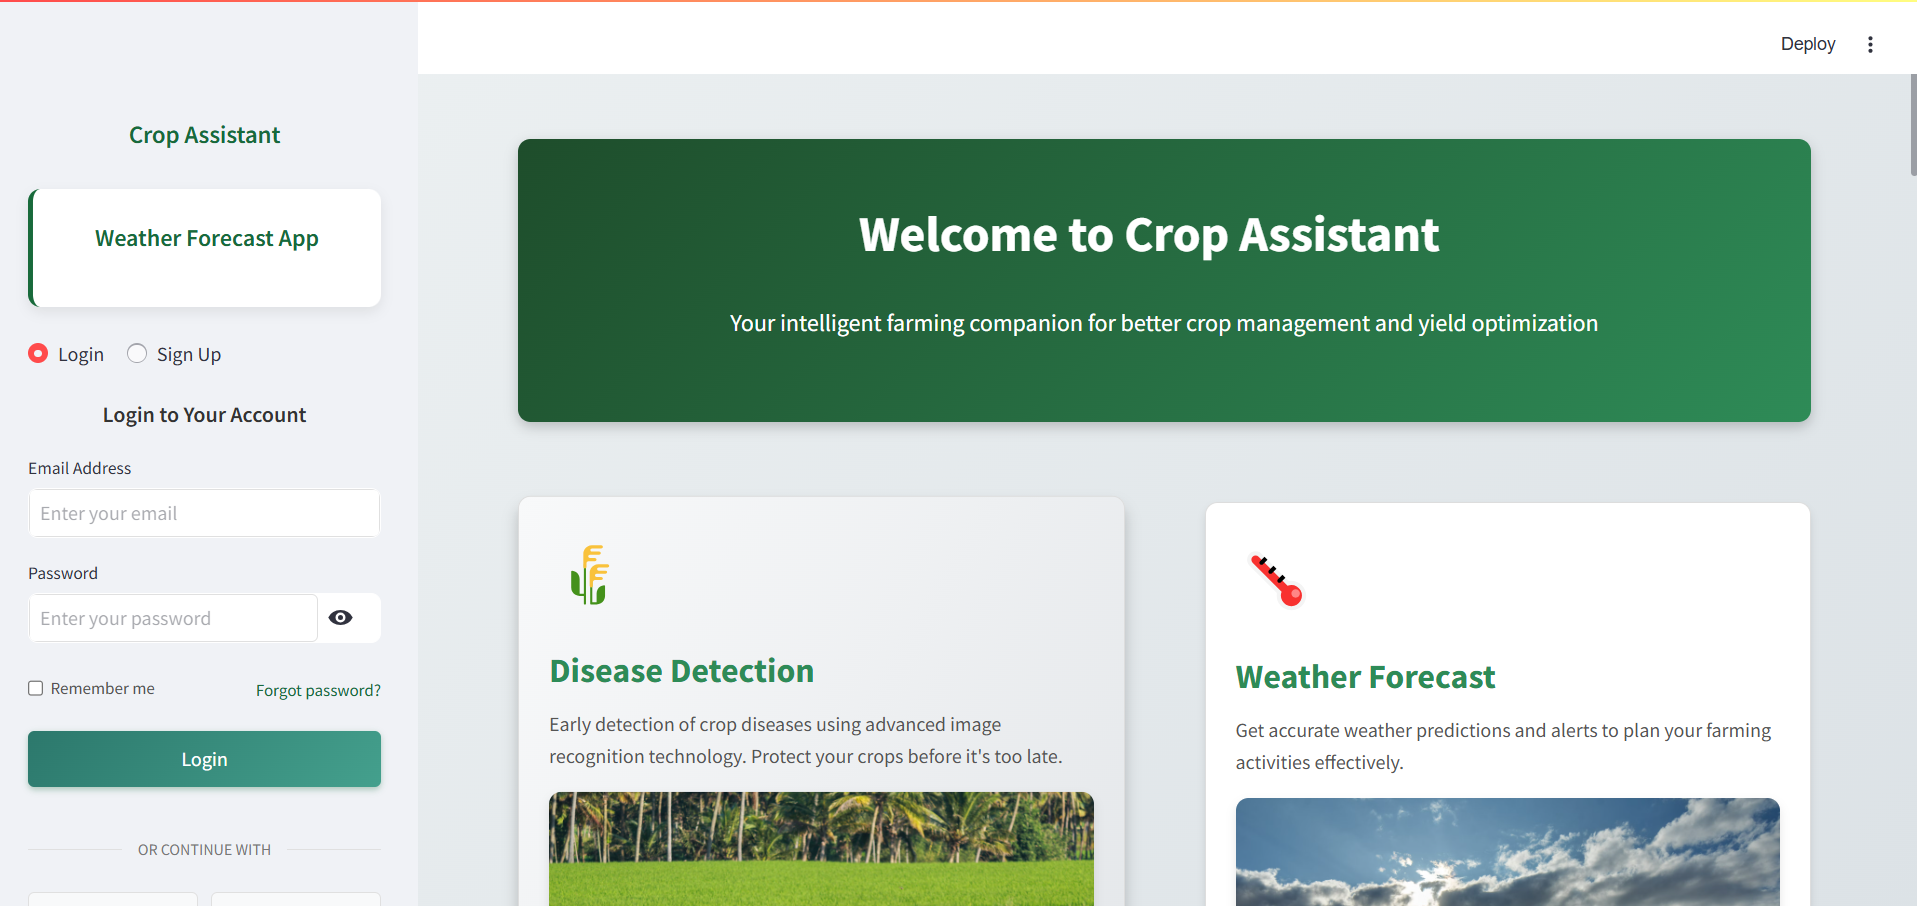 Deploy
Crop Assistant
Weather Forecast App
Login
Sign Up
Login to Your Account
Email Address
Enter your email
Password
Enter your password
Remember me
Forgot password?
Login
OR CONTINUE WITH
Welcome to Crop Assistant
Your intelligent farming companion for better crop management and yield optimization
Disease Detection
Early detection of crop diseases using advanced image
recognition technology. Protect your crops before it's too late.
Weather Forecast
Get accurate weather predictions and alerts to plan your farming
activities effectively.